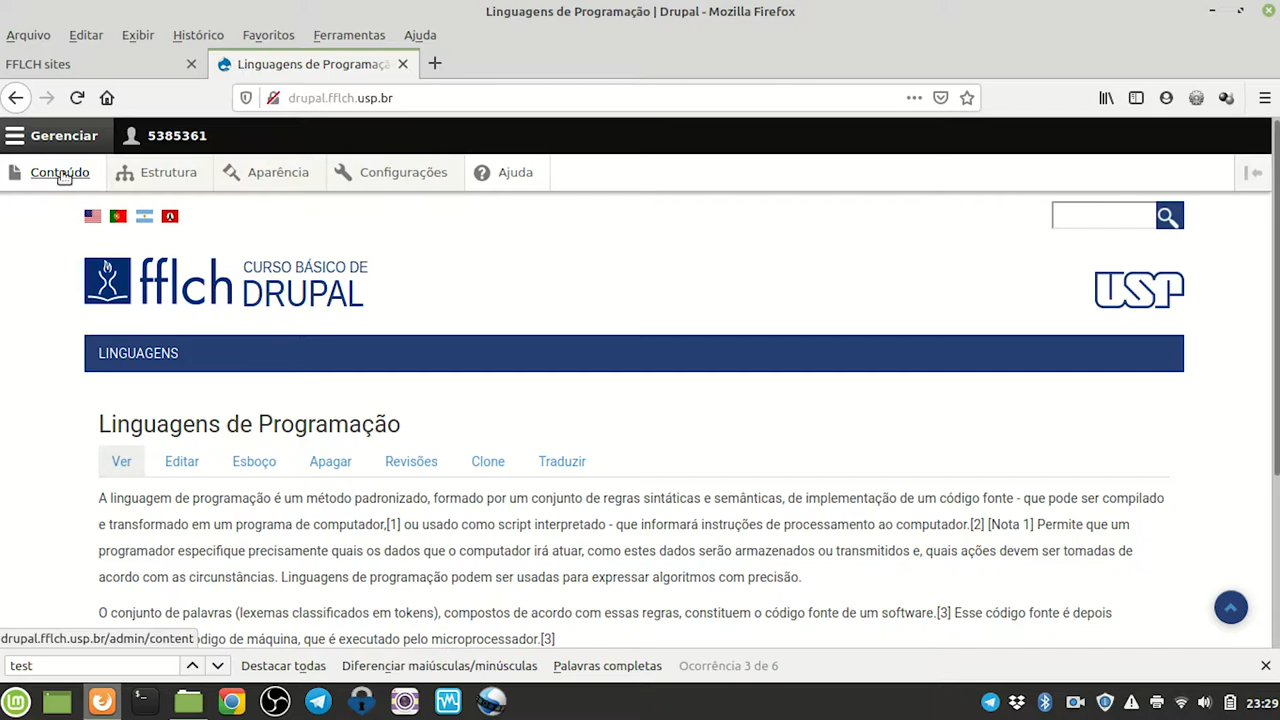 Linguagens de Programação | Drupal - Mozilla Firefox
Arquivo Editar Exibir Histórico Favoritos Ferramentas Ajuda
FFLCH sites
Linguagens de Programaçã
drupal.fflch.usp.br
Gerenciar 5385361
Conteúdo Estrutura Aparência Configurações Ajuda
fflch CURSO BÁSICO DE
DRUPAL
USP
LINGUAGENS
Linguagens de Programação
Ver Editar Esboço Apagar Revisões Clone Traduzir
A linguagem de programação é um método padronizado, formado por um conjunto de regras sintáticas e semânticas, de implementação de um código fonte - que pode ser compilado
e transformado em um programa de computador,[1] ou usado como script interpretado - que informará instruções de processamento ao computador.[2] [Nota 1] Permite que um
programador especifique precisamente quais os dados que o computador irá atuar, como estes dados serão armazenados ou transmitidos e, quais ações devem ser tomadas de
acordo com as circunstâncias. Linguagens de programação podem ser usadas para expressar algoritmos com precisão.
O conjunto de palavras (lexemas classificados em tokens), compostos de acordo com essas regras, constituem o código fonte de um software.[3] Esse código fonte é depois
drupal.fflch.usp.br/admin/content
ódigo de máquina, que é executado pelo microprocessador.[3]
test Destacar todas Diferenciar maiúsculas/minúsculas Palavras completas Ocorrência 3 de 6
23:29